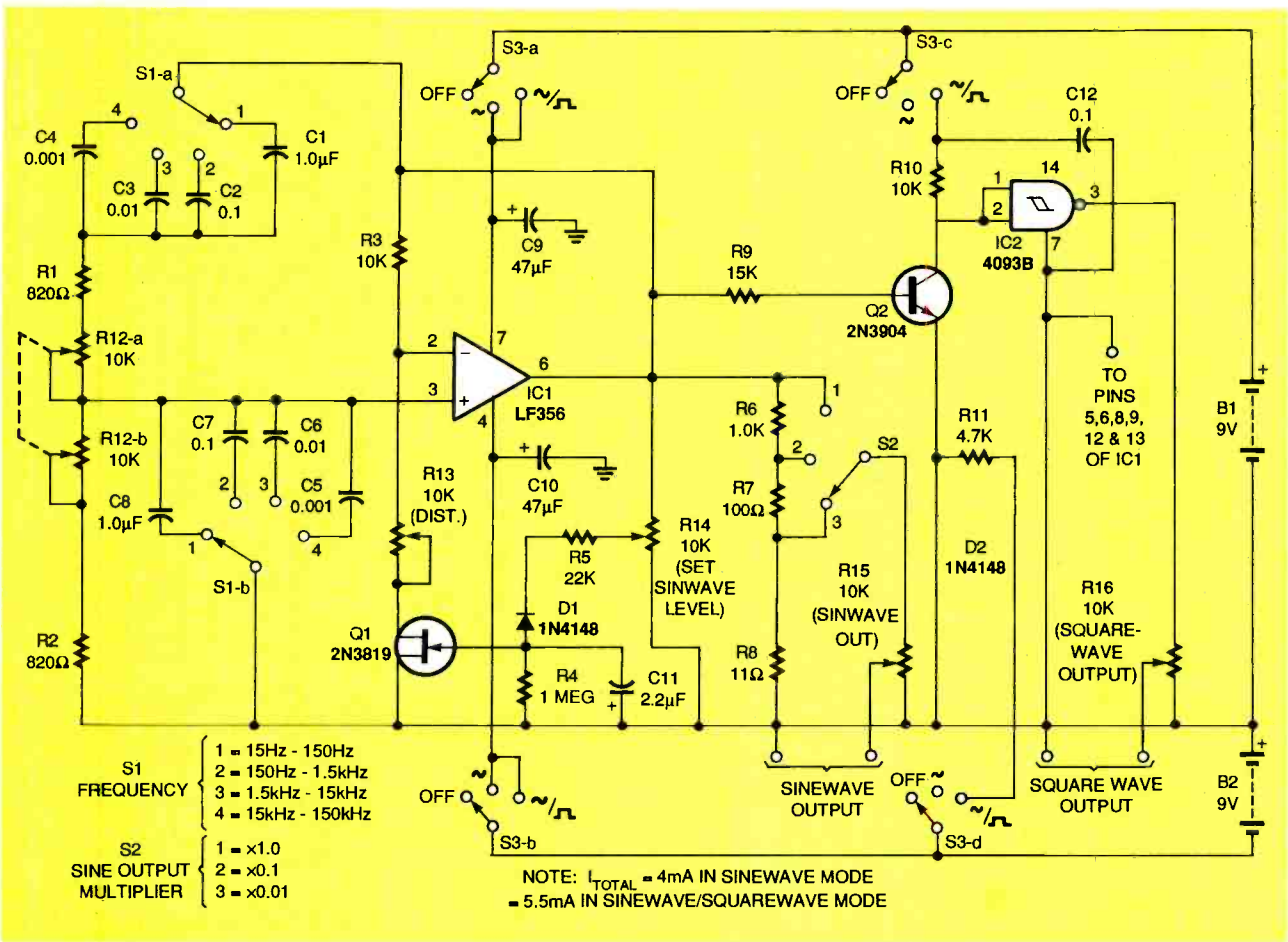 S3-a
S3-c
S1-a
OFF
~/⎍
~
OFF
~/⎍
~
4
1
C4
0.001
C1
1.0µF
3
2
C3
0.01
C2
0.1
C12
0.1
R10
10K
14
1
2
3
7
IC2
4093B
R3
10K
+
C9
47µF
R1
820Ω
R9
15K
Q2
2N3904
R12-a
10K
2
−
7
6
3
+
4
IC1
LF356
TO
PINS
5,6,8,9,
12 & 13
OF IC1
R12-b
10K
C7
0.1
C6
0.01
C8
1.0µF
2
3
C5
0.001
1
4
S1-b
R13
10K
(DIST.)
+
C10
47µF
R6
1.0K
1
2
S2
R7
100Ω
3
R11
4.7K
+
B1
9V
R5
22K
R14
10K
(SET
SINWAVE
LEVEL)
D2
1N4148
D1
1N4148
R15
10K
(SINWAVE
OUT)
R16
10K
(SQUARE-
WAVE
OUTPUT)
R2
820Ω
Q1
2N3819
R4
1 MEG
C11
2.2µF
+
R8
11Ω
S1
FREQUENCY
1 = 15Hz - 150Hz
2 = 150Hz - 1.5kHz
3 = 1.5kHz - 15kHz
4 = 15kHz - 150kHz
OFF
~
~/⎍
S3-b
SINEWAVE
OUTPUT
OFF
~
~/⎍
S3-d
SQUARE WAVE
OUTPUT
+
B2
9V
S2
SINE OUTPUT
MULTIPLIER
1 = x1.0
2 = x0.1
3 = x0.01
NOTE: ITOTAL = 4mA IN SINEWAVE MODE
= 5.5mA IN SINEWAVE/SQUAREWAVE MODE